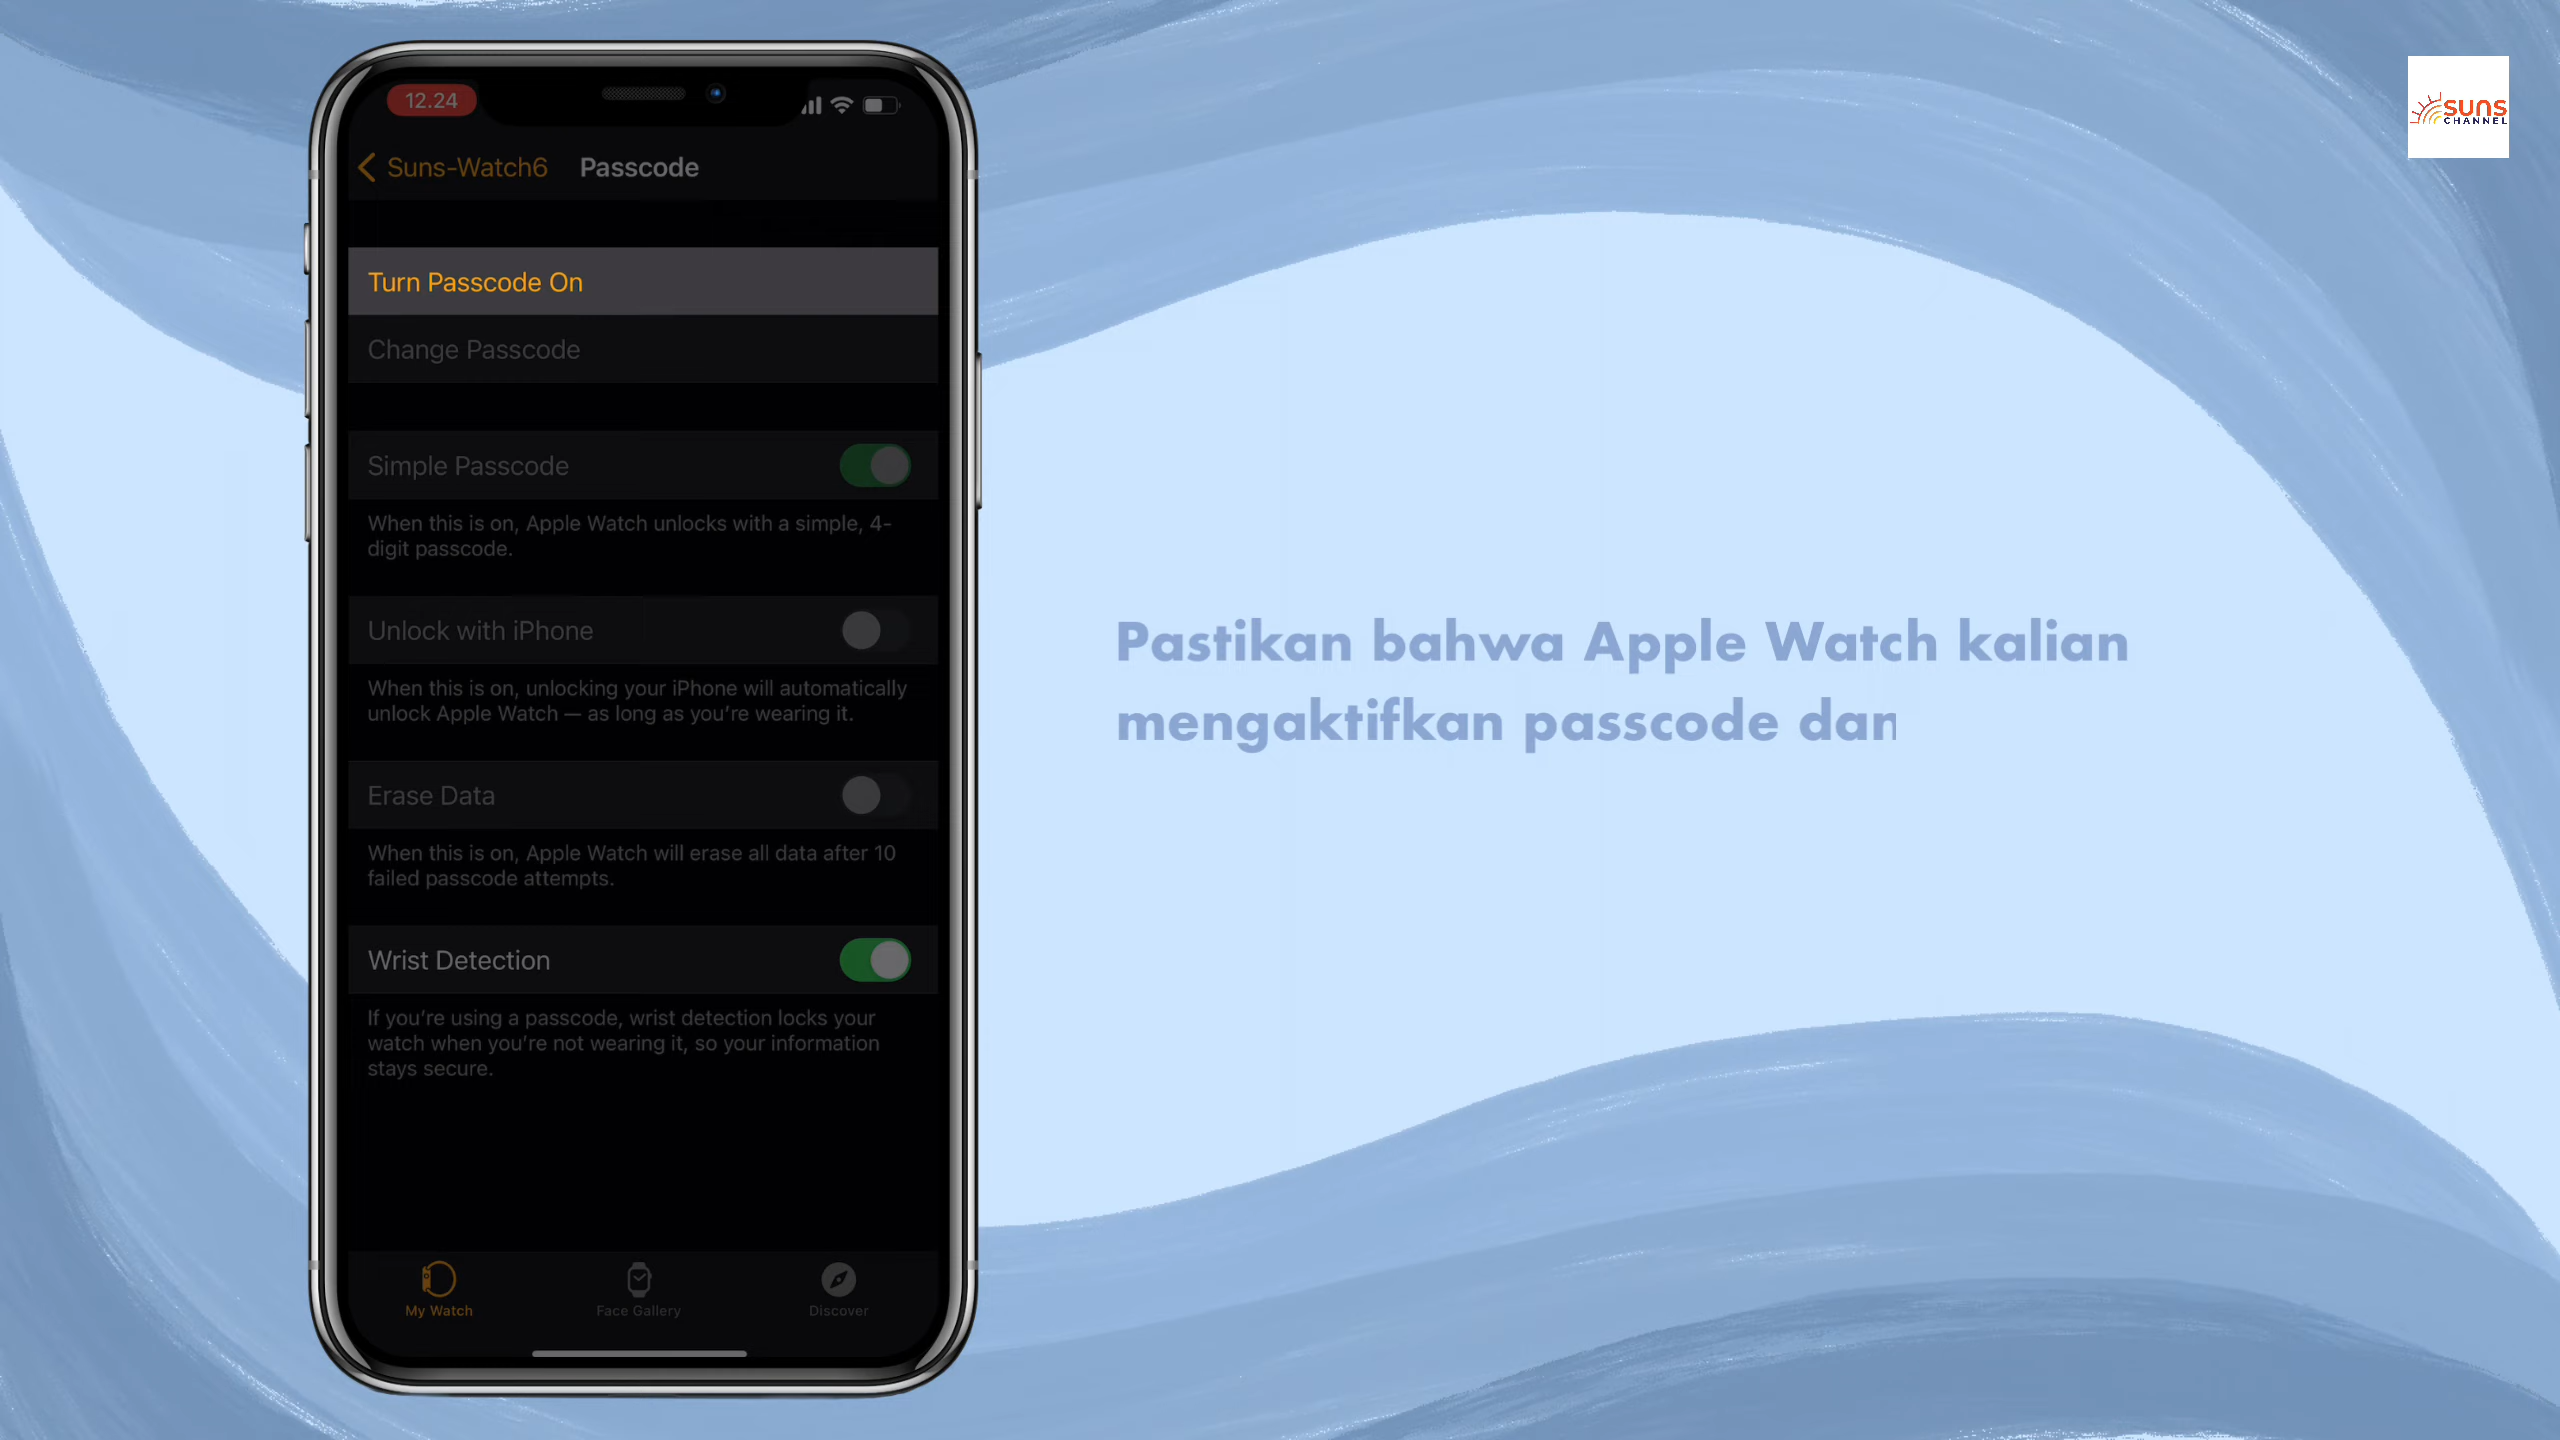 12.24
Suns-Watch6 Passcode
Turn Passcode On
Change Passcode
Simple Passcode
When this is on, Apple Watch unlocks with a simple, 4-
digit passcode.
Unlock with iPhone
When this is on, unlocking your iPhone will automatically
unlock Apple Watch — as long as you’re wearing it.
Erase Data
When this is on, Apple Watch will erase all data after 10
failed passcode attempts.
Wrist Detection
If you’re using a passcode, wrist detection locks your
watch when you’re not wearing it, so your information
stays secure.
My Watch Face Gallery Discover
Pastikan bahwa Apple Watch kalian
mengaktifkan passcode dan
suns
CHANNEL